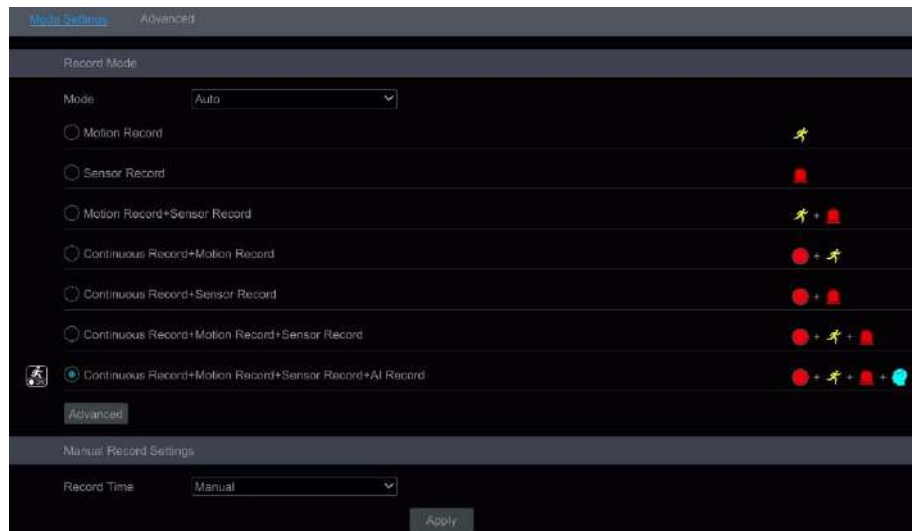 Mode Settings Advanced
Record Mode
Mode Auto
Motion Record
Sensor Record
Motion Record+Sensor Record
Continuous Record+Motion Record
Continuous Record+Sensor Record
Continuous Record+Motion Record+Sensor Record
Continuous Record+Motion Record+Sensor Record+AI Record
Advanced
Manual Record Settings
Record Time Manual
Apply